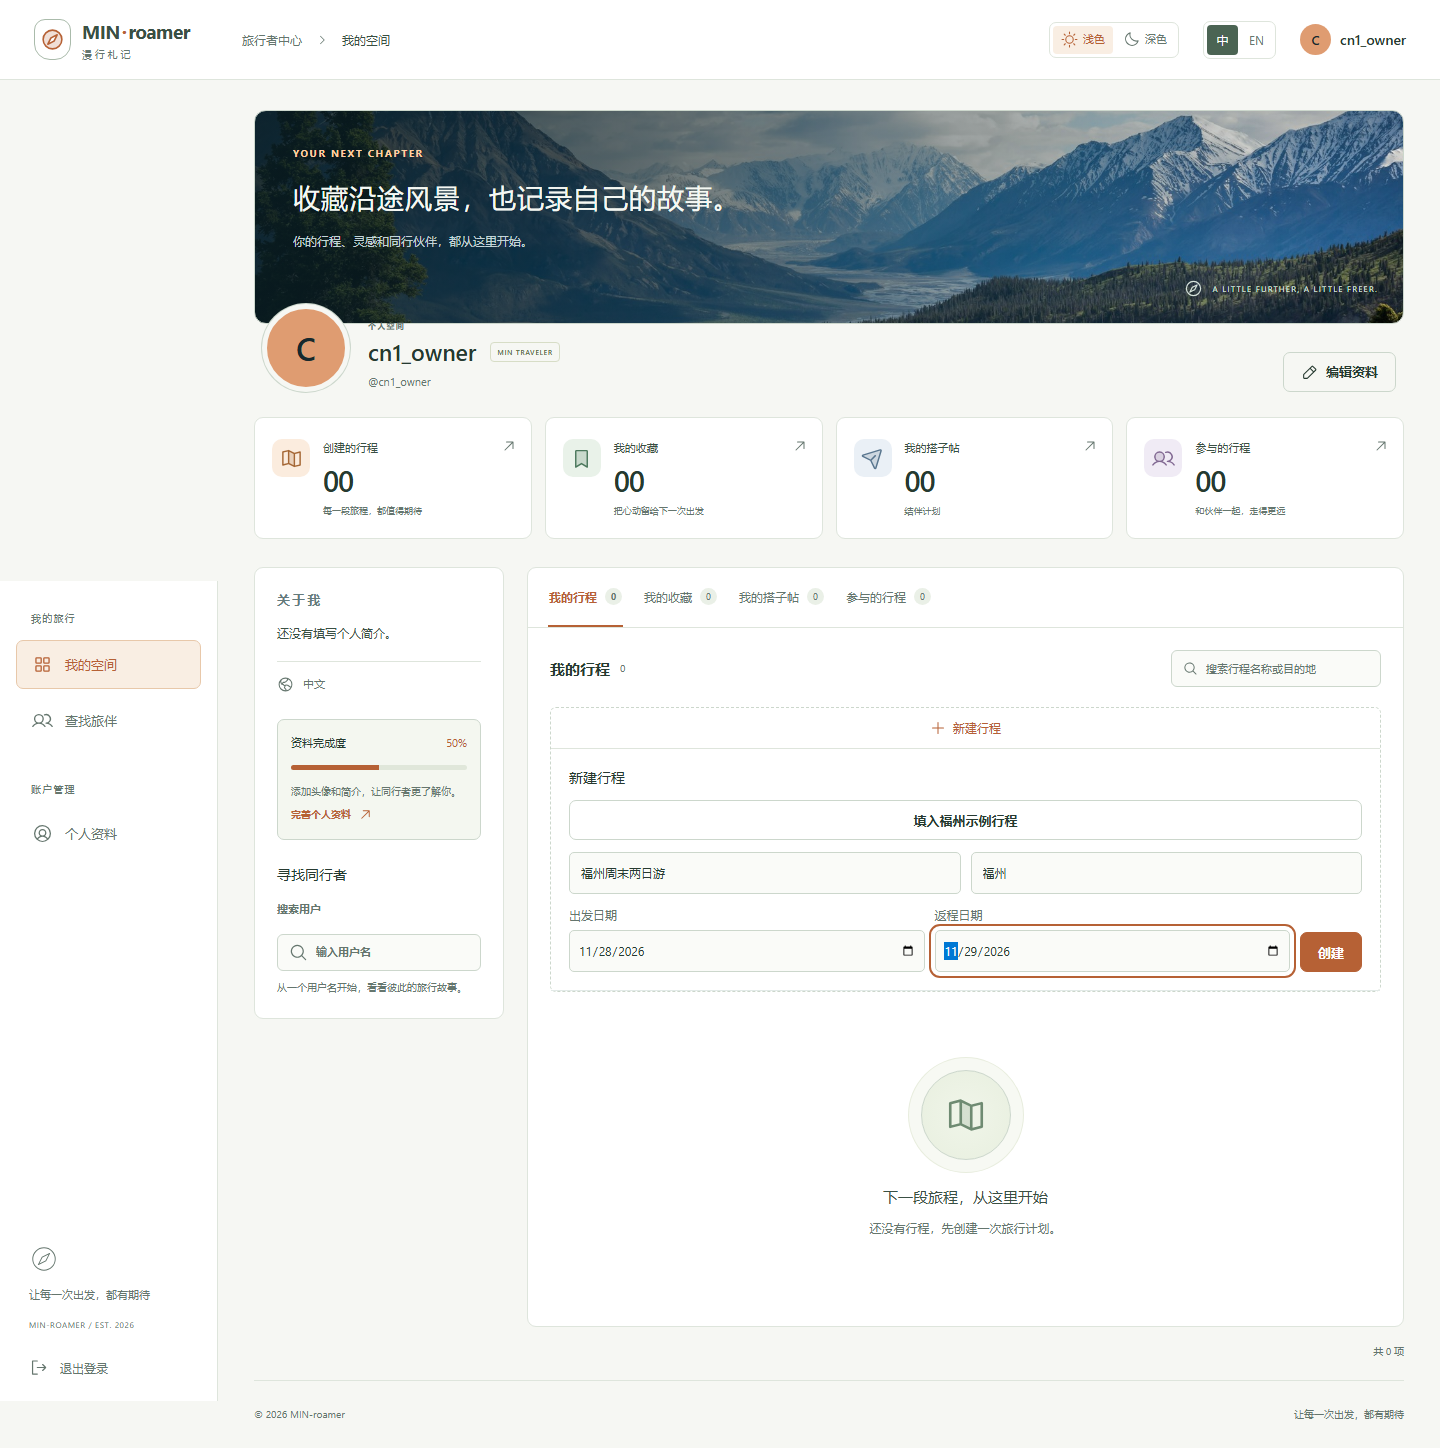 MIN·roamer
漫行札记
旅行者中心
我的空间
浅色
深色
中
EN
C
cn1_owner
YOUR NEXT CHAPTER
收藏沿途风景，也记录自己的故事。
你的行程、灵感和同行伙伴，都从这里开始。
A LITTLE FURTHER, A LITTLE FREER.
C
个人空间
cn1_owner
MIN TRAVELER
@cn1_owner
编辑资料
创建的行程
00
每一段旅程，都值得期待
我的收藏
00
把心动留给下一次出发
我的搭子帖
00
结伴计划
参与的行程
00
和伙伴一起，走得更远
我的旅行
我的空间
查找旅伴
账户管理
个人资料
让每一次出发，都有期待
MIN-ROAMER / EST. 2026
退出登录
关于我
还没有填写个人简介。
中文
资料完成度
50%
添加头像和简介，让同行者更了解你。
完善个人资料
寻找同行者
搜索用户
输入用户名
从一个用户名开始，看看彼此的旅行故事。
我的行程 0
我的收藏 0
我的搭子帖 0
参与的行程 0
我的行程 0
搜索行程名称或目的地
新建行程
新建行程
填入福州示例行程
福州周末两日游
福州
出发日期
返程日期
11/28/2026
11/29/2026
创建
下一段旅程，从这里开始
还没有行程，先创建一次旅行计划。
共 0 项
© 2026 MIN-roamer
让每一次出发，都有期待